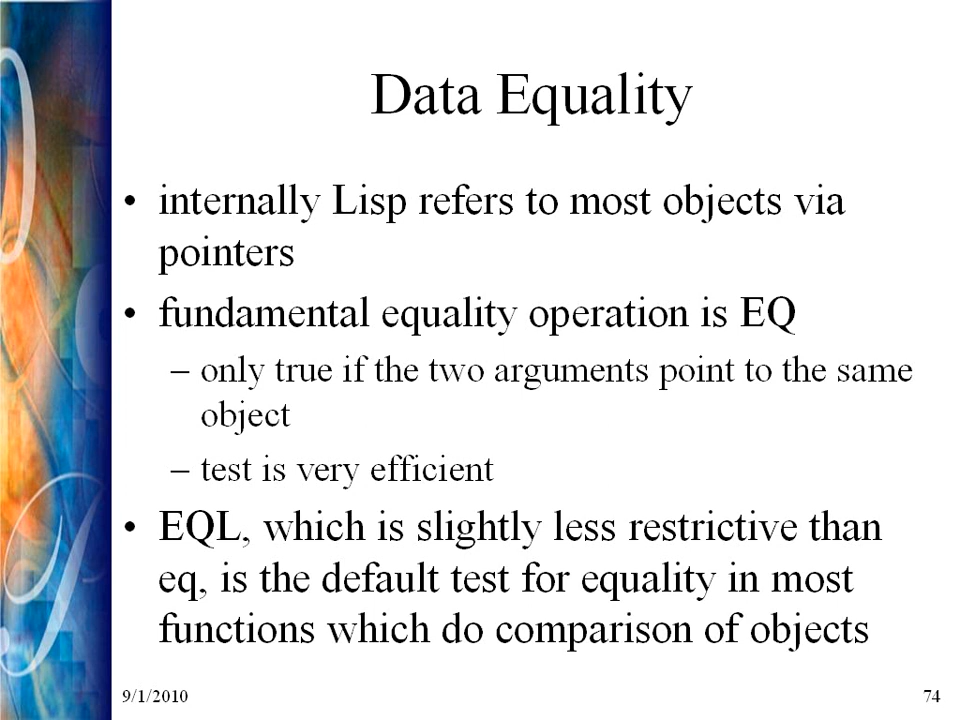 Data Equality
• internally Lisp refers to most objects via
pointers
• fundamental equality operation is EQ
– only true if the two arguments point to the same
object
– test is very efficient
• EQL, which is slightly less restrictive than
eq, is the default test for equality in most
functions which do comparison of objects
9/1/2010 74